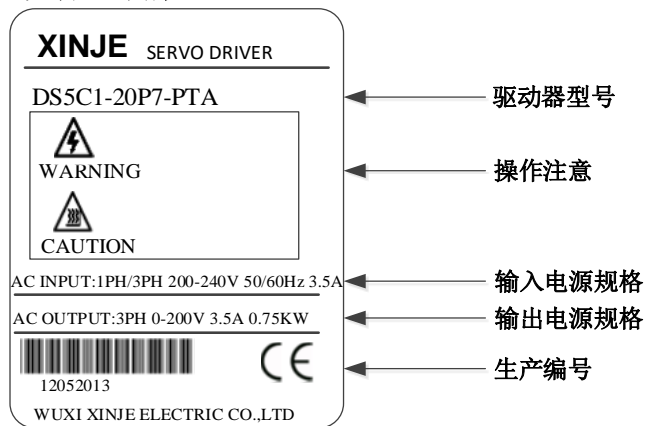 XINJE SERVO DRIVER
DS5C1-20P7-PTA
驱动器型号
WARNING
操作注意
CAUTION
AC INPUT:1PH/3PH 200-240V 50/60Hz 3.5A
输入电源规格
AC OUTPUT:3PH 0-200V 3.5A 0.75KW
输出电源规格
CE
生产编号
12052013
WUXI XINJE ELECTRIC CO.,LTD